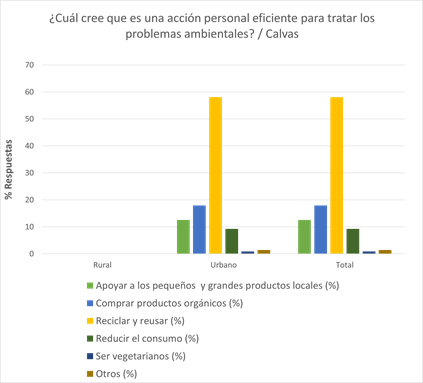 ¿Cuál cree que es una acción personal eficiente para tratar los
problemas ambientales? / Calvas
% Respuestas
70
60
50
40
30
20
10
0
Rural
Urbano
Total
Apoyar a los pequeños y grandes productos locales (%)
Comprar productos orgánicos (%)
Reciclar y reusar (%)
Reducir el consumo (%)
Ser vegetarianos (%)
Otros (%)